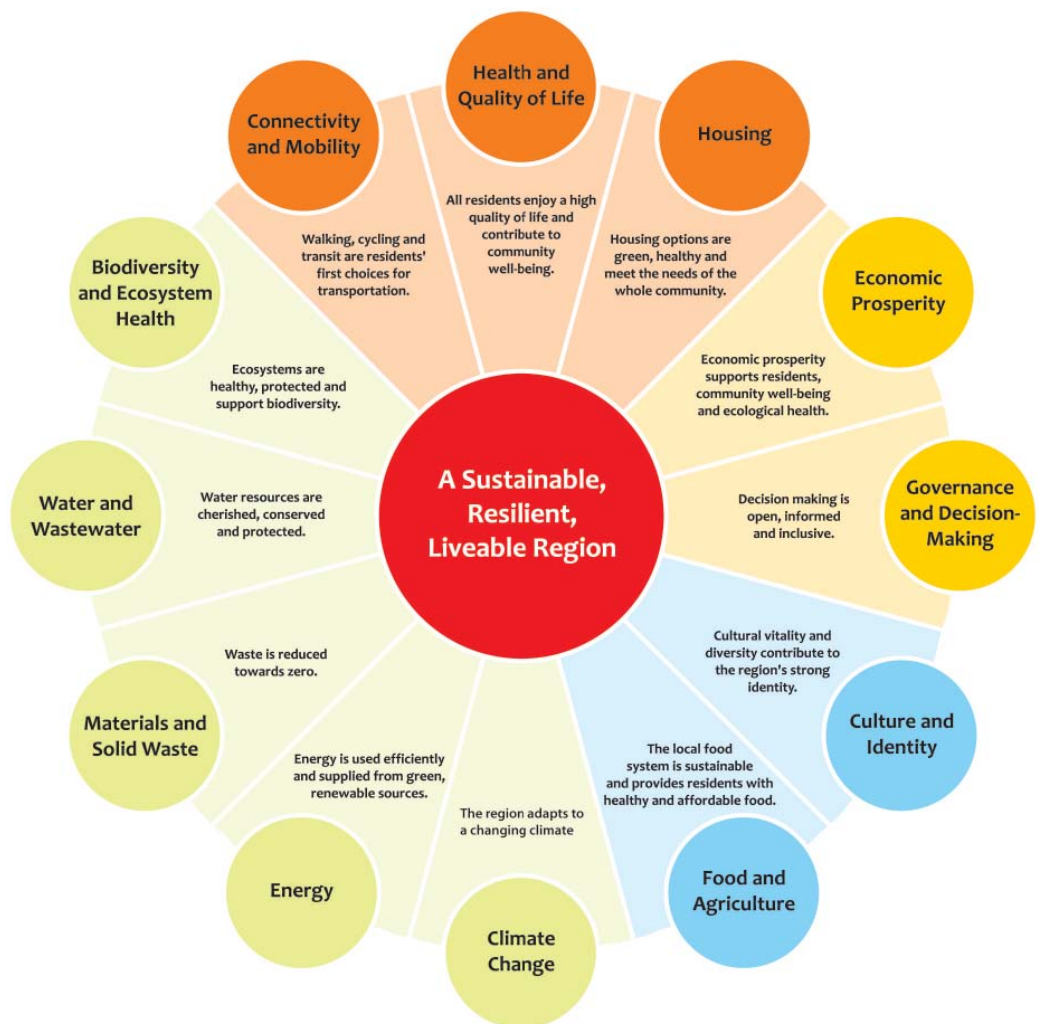 Health and
Quality of Life
All residents enjoy a high
quality of life and
contribute to
community
well-being.
Housing
Housing options are
green, healthy and
meet the needs of the
whole community.
Economic
Prosperity
Economic prosperity
supports residents,
community well-being
and ecological health.
Governance
and Decision-
Making
Decision making is
open, informed
and inclusive.
Culture and
Identity
Cultural vitality and
diversity contribute to
the region's strong
identity.
Food and
Agriculture
The local food
system is sustainable
and provides residents with
healthy and affordable food.
Climate
Change
The region adapts to
a changing climate
Energy
Energy is used efficiently
and supplied from green,
renewable sources.
Materials and
Solid Waste
Waste is reduced
towards zero.
Water and
Wastewater
Water resources are
cherished, conserved
and protected.
Biodiversity
and Ecosystem
Health
Ecosystems are
healthy, protected and
support biodiversity.
Connectivity
and Mobility
Walking, cycling and
transit are residents'
first choices for
transportation.
A Sustainable,
Resilient,
Liveable Region